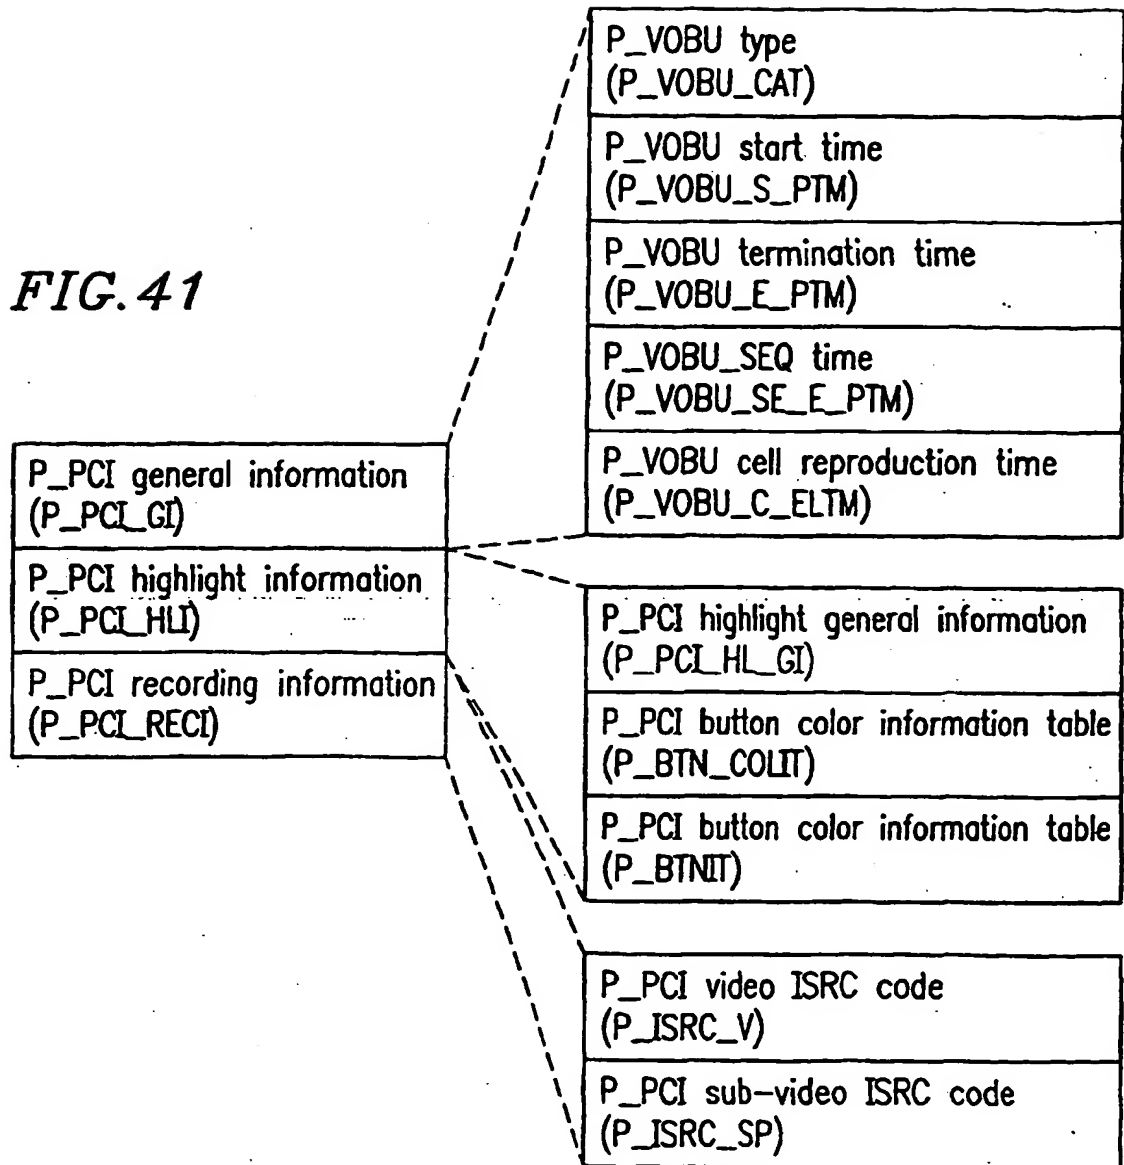 FIG. 41
P_PCI general information
(P_PCI_GI)
P_PCI highlight information
(P_PCI_HLI)
P_PCI recording information
(P_PCI_RECI)
P_VOBU type
(P_VOBU_CAT)
P_VOBU start time
(P_VOBU_S_PTM)
P_VOBU termination time
(P_VOBU_E_PTM)
P_VOBU_SEQ time
(P_VOBU_SE_E_PTM)
P_VOBU cell reproduction time
(P_VOBU_C_ELTM)
P_PCI highlight general information
(P_PCI_HL_GI)
P_PCI button color information table
(P_BTN_COLIT)
P_PCI button color information table
(P_BTNIT)
P_PCI video ISRC code
(P_ISRC_V)
P_PCI sub-video ISRC code
(P_ISRC_SP)